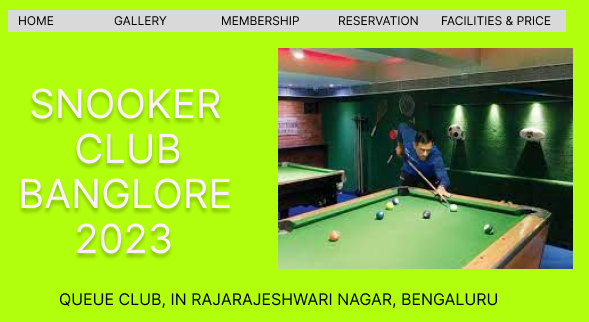 HOME GALLERY MEMBERSHIP RESERVATION FACILITIES & PRICE
SNOOKER
CLUB
BANGLORE
2023
QUEUE CLUB, IN RAJARAJESHWARI NAGAR, BENGALURU